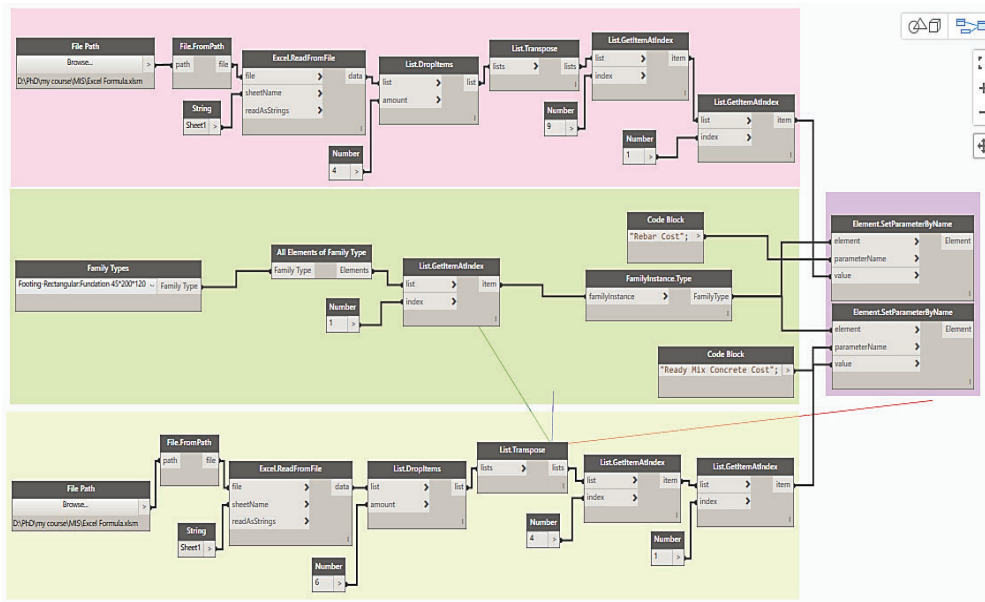 File Path
Browse... >
D:\PhD\my course\MIS\Excel Formula.xlsm
File.FromPath
path file
Excel.ReadFromFile
file > data
sheetName >
readAsStrings >
String
Sheet1 >
List.DropItems
list > list
amount >
Number
4 >
List.Transpose
lists > lists
List.GetItemAtIndex
list > item
index >
Number
9 >
List.GetItemAtIndex
list > item
index >
Number
1 >
Family Types
Footing-Rectangular:Fundation 45*200*120 Family Type
All Elements of Family Type
Family Type Elements
List.GetItemAtIndex
list > item
index >
Number
1 >
Code Block
"Rebar Cost"; >
FamilyInstance.Type
familyInstance > FamilyType
Code Block
"Ready Mix Concrete Cost"; >
Element.SetParameterByName
element > Element
parameterName >
value >
Element.SetParameterByName
element > Element
parameterName >
value >
File Path
Browse... >
D:\PhD\my course\MIS\Excel Formula.xlsm
File.FromPath
path file
Excel.ReadFromFile
file > data
sheetName >
readAsStrings >
String
Sheet1 >
List.DropItems
list > list
amount >
Number
6 >
List.Transpose
lists > lists
List.GetItemAtIndex
list > item
index >
Number
4 >
List.GetItemAtIndex
list > item
index >
Number
1 >